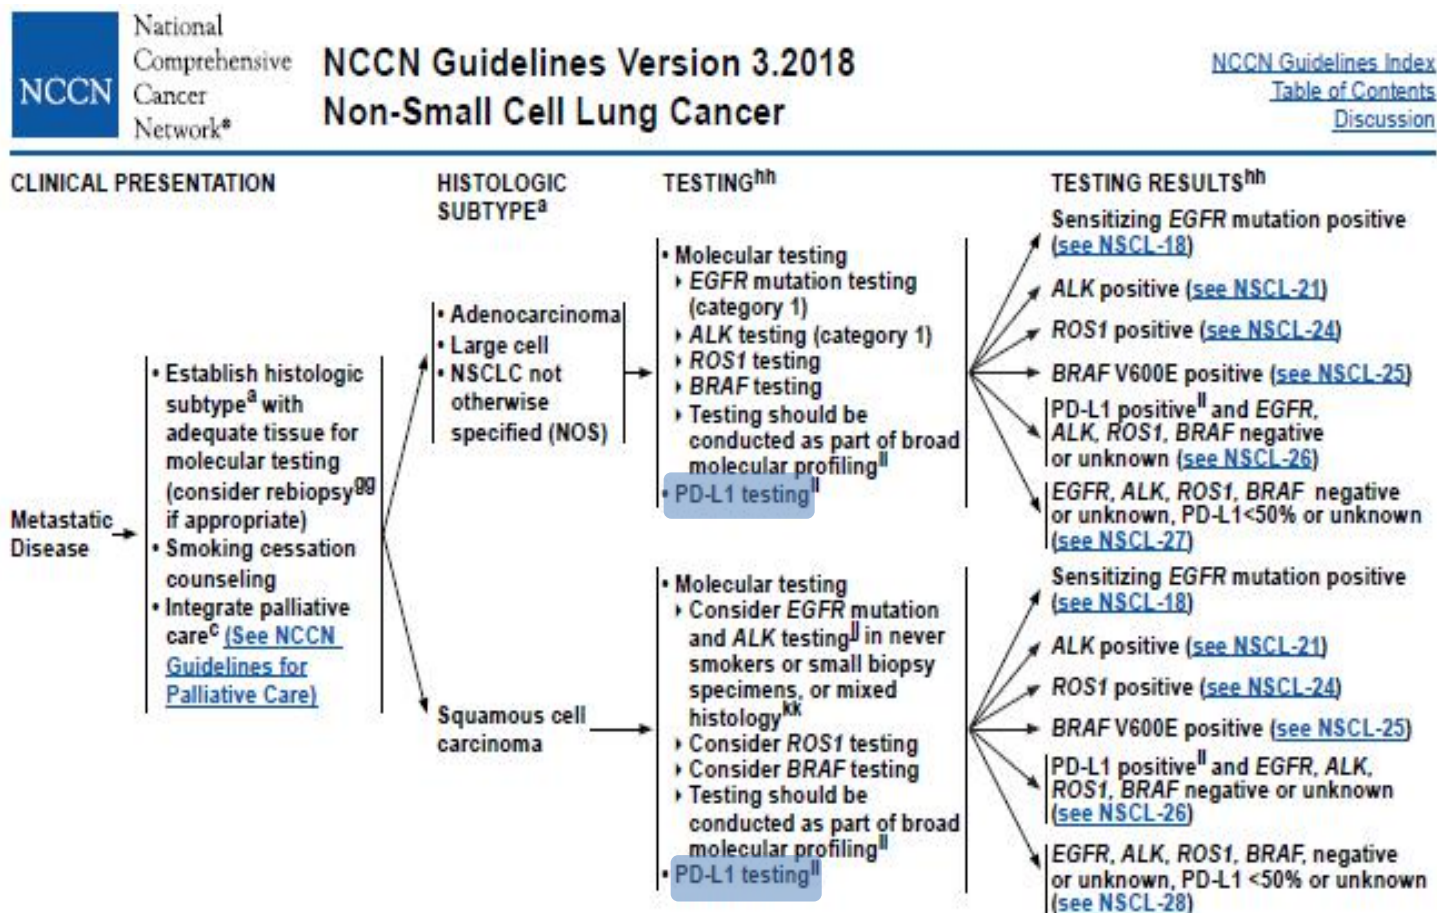 NCCN
National
Comprehensive
Cancer
Network®
NCCN Guidelines Version 3.2018
Non-Small Cell Lung Cancer
NCCN Guidelines Index
Table of Contents
Discussion
CLINICAL PRESENTATION
HISTOLOGIC
SUBTYPEa
TESTINGhh
TESTING RESULTShh
Metastatic
Disease
• Establish histologic
subtypea with
adequate tissue for
molecular testing
(consider rebiopsygg
if appropriate)
• Smoking cessation
counseling
• Integrate palliative
carec (See NCCN
Guidelines for
Palliative Care)
• Adenocarcinoma
• Large cell
• NSCLC not
otherwise
specified (NOS)
• Molecular testing
EGFR mutation testing
(category 1)
ALK testing (category 1)
ROS1 testing
BRAF testing
Testing should be
conducted as part of broad
molecular profilingll
• PD-L1 testingll
Sensitizing EGFR mutation positive
(see NSCL-18)
ALK positive (see NSCL-21)
ROS1 positive (see NSCL-24)
BRAF V600E positive (see NSCL-25)
PD-L1 positivell and EGFR,
ALK, ROS1, BRAF negative
or unknown (see NSCL-26)
EGFR, ALK, ROS1, BRAF negative
or unknown, PD-L1<50% or unknown
(see NSCL-27)
Squamous cell
carcinoma
• Molecular testing
Consider EGFR mutation
and ALK testingjj in never
smokers or small biopsy
specimens, or mixed
histologykk
Consider ROS1 testing
Consider BRAF testing
Testing should be
conducted as part of broad
molecular profilingll
• PD-L1 testingll
Sensitizing EGFR mutation positive
(see NSCL-18)
ALK positive (see NSCL-21)
ROS1 positive (see NSCL-24)
BRAF V600E positive (see NSCL-25)
PD-L1 positivell and EGFR, ALK,
ROS1, BRAF negative or unknown
(see NSCL-26)
EGFR, ALK, ROS1, BRAF, negative
or unknown, PD-L1 <50% or unknown
(see NSCL-28)